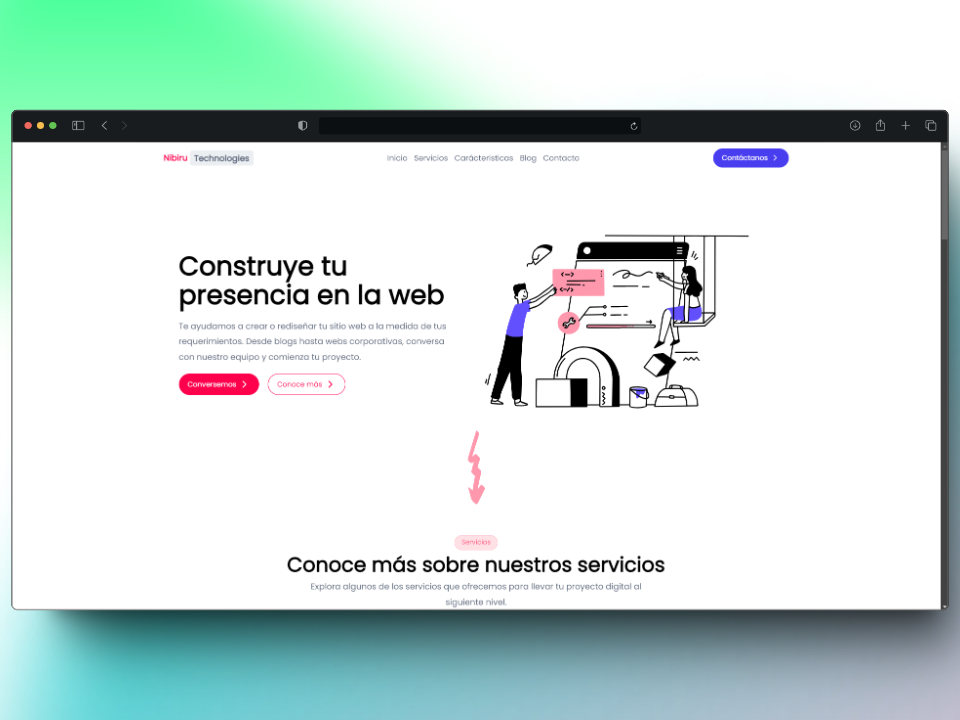 Nibiru Technologies
Inicio Servicios Carácteristicas Blog Contacto
Contáctanos
Construye tu
presencia en la web
Te ayudamos a crear o rediseñar tu sitio web a la medida de tus
requerimientos. Desde blogs hasta webs corporativas, conversa
con nuestro equipo y comienza tu proyecto.
Conversemos
Conoce más
<-->
<-/>
Servicios
Conoce más sobre nuestros servicios
Explora algunos de los servicios que ofrecemos para llevar tu proyecto digital al
siguiente nivel.